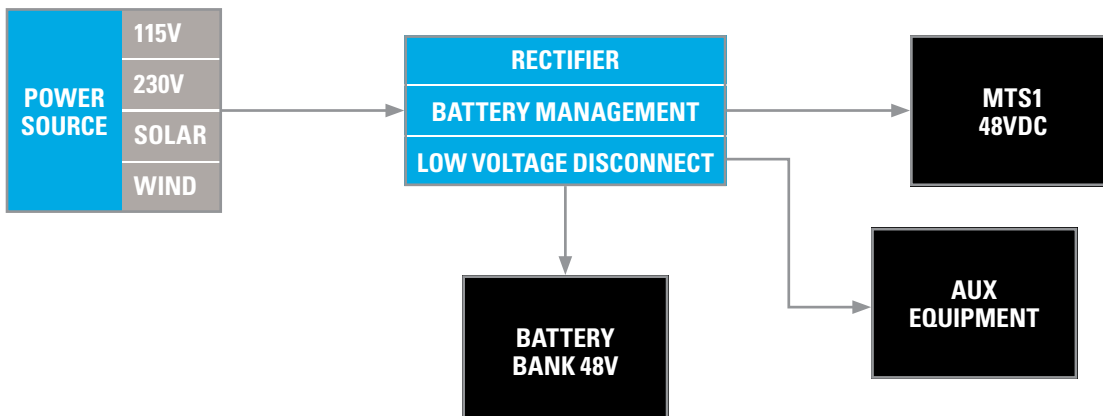 POWER
SOURCE
115V
230V
SOLAR
WIND
RECTIFIER
BATTERY MANAGEMENT
LOW VOLTAGE DISCONNECT
MTS1
48VDC
AUX
EQUIPMENT
BATTERY
BANK 48V